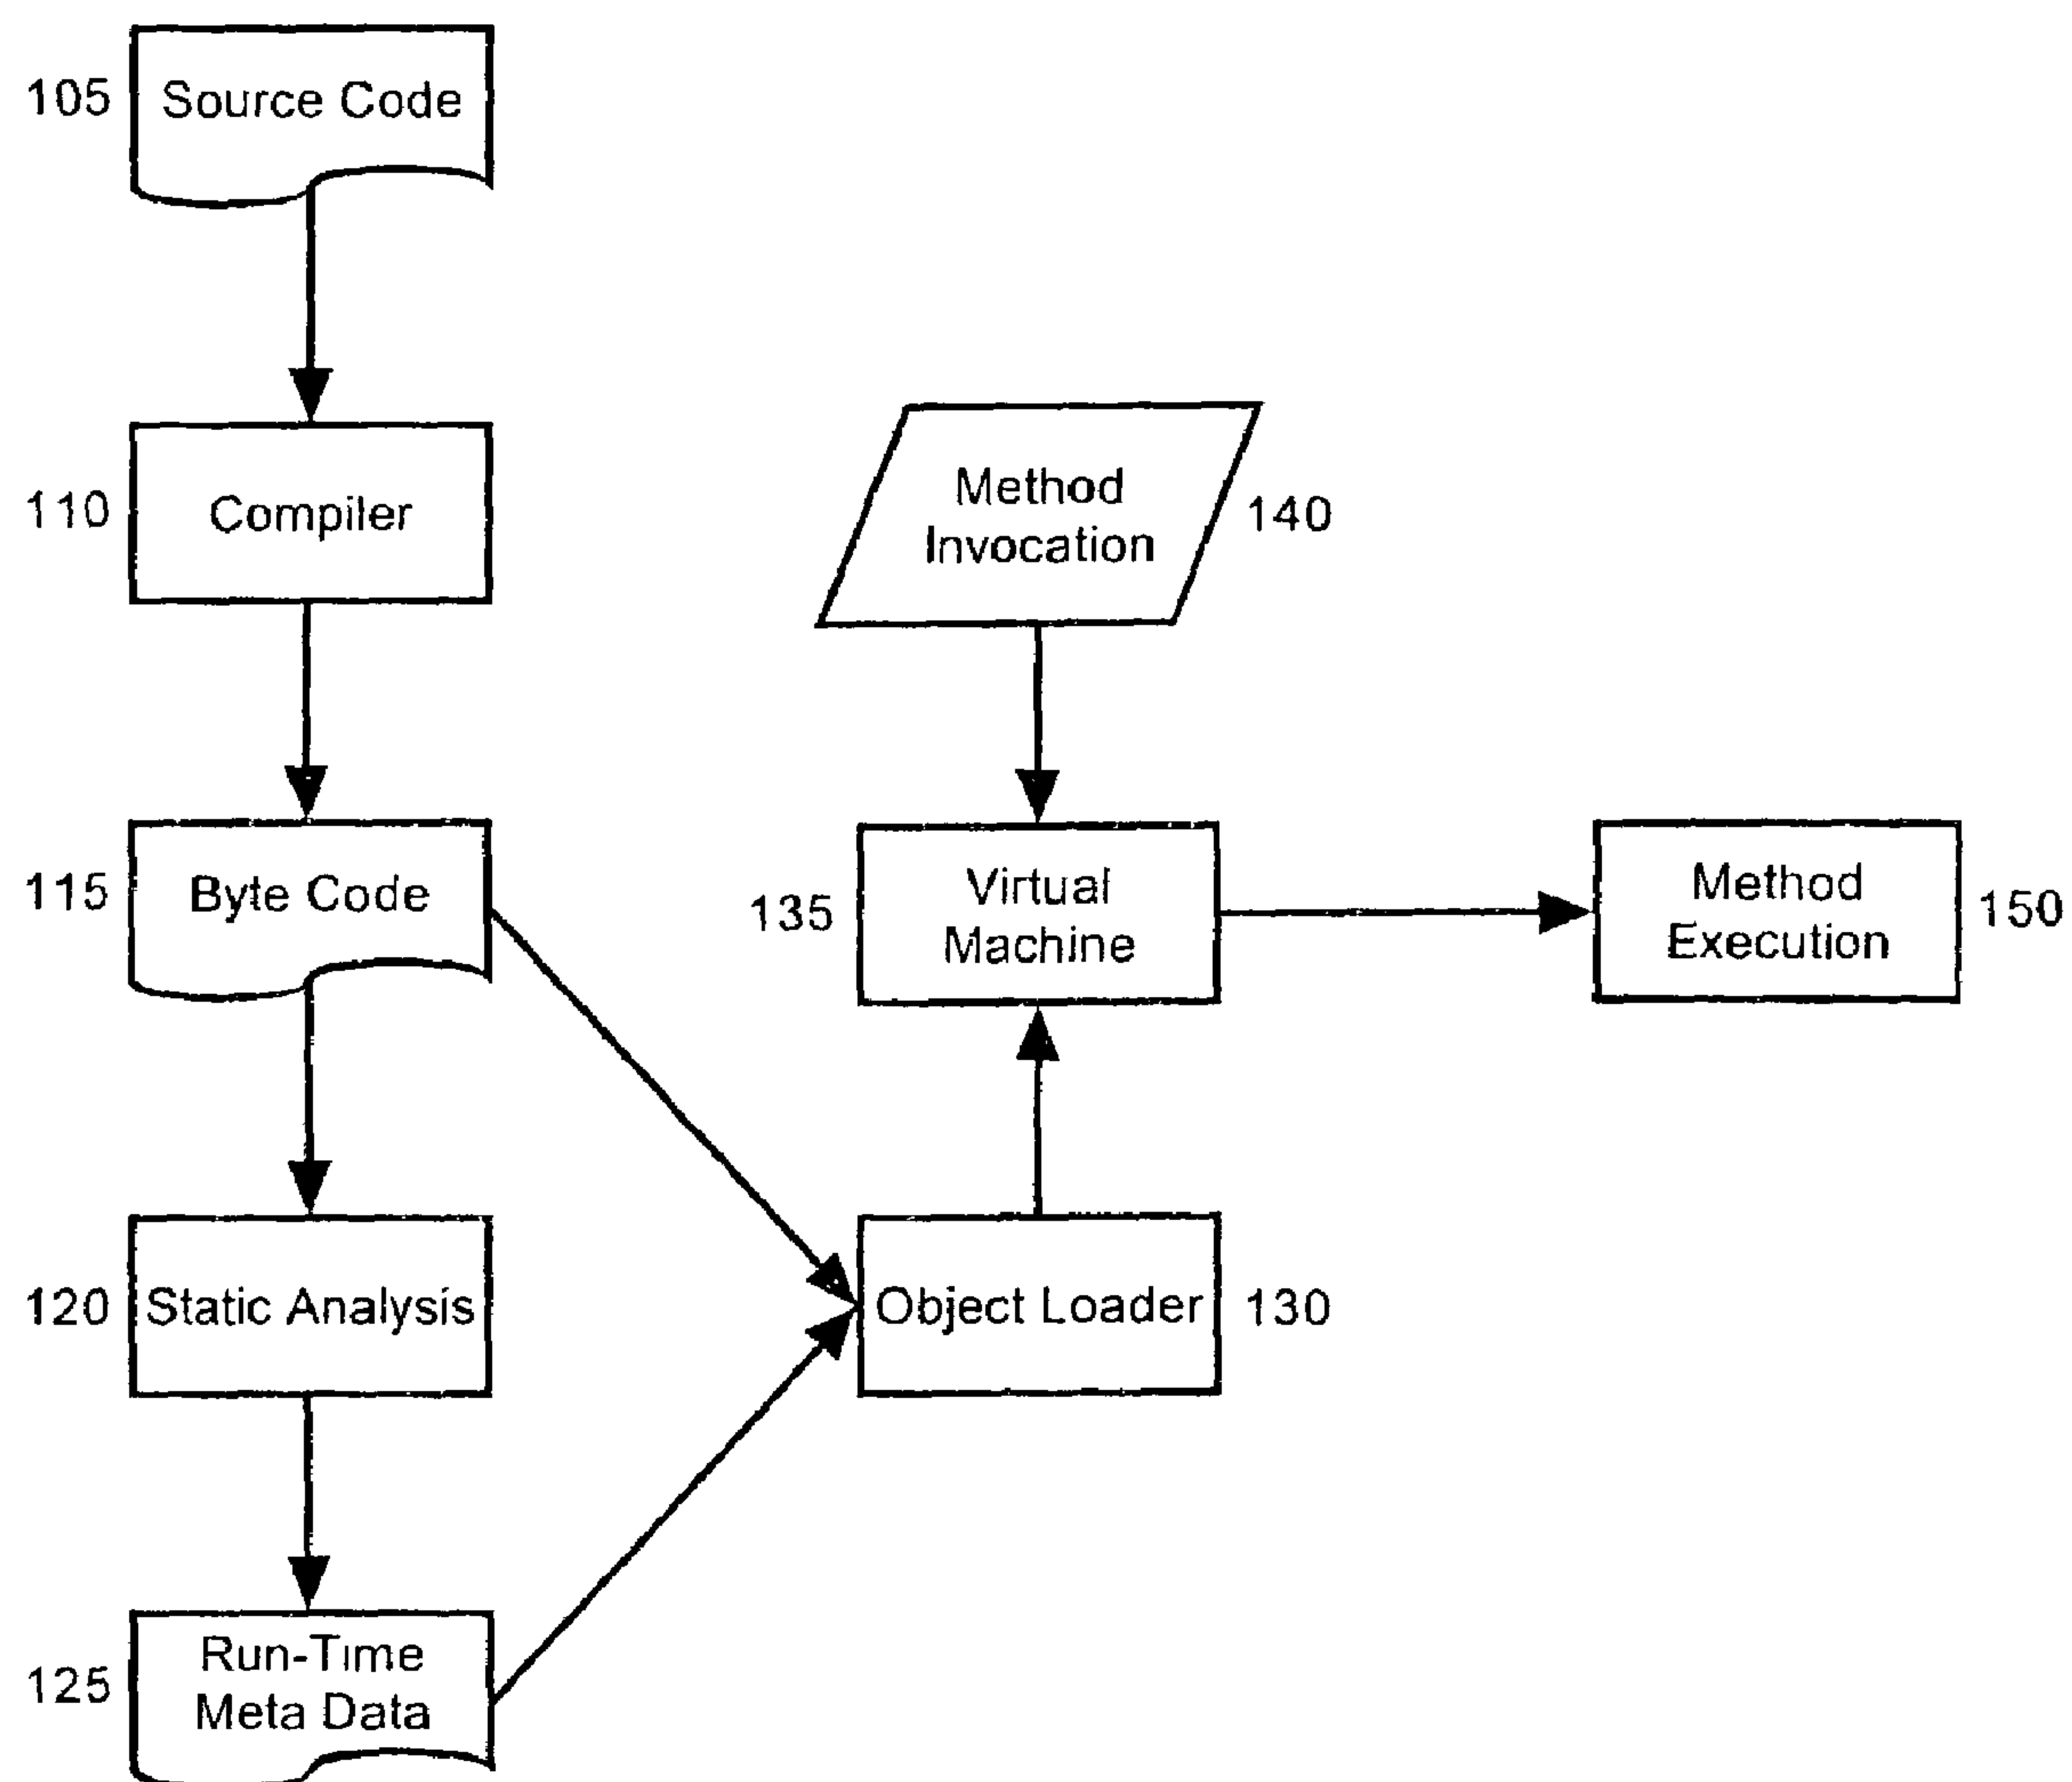 105
Source Code
110
Compiler
Method
Invocation
140
115
Byte Code
135
Virtual
Machine
Method
Execution
150
120
Static Analysis
Object Loader
130
125
Run-Time
Meta Data